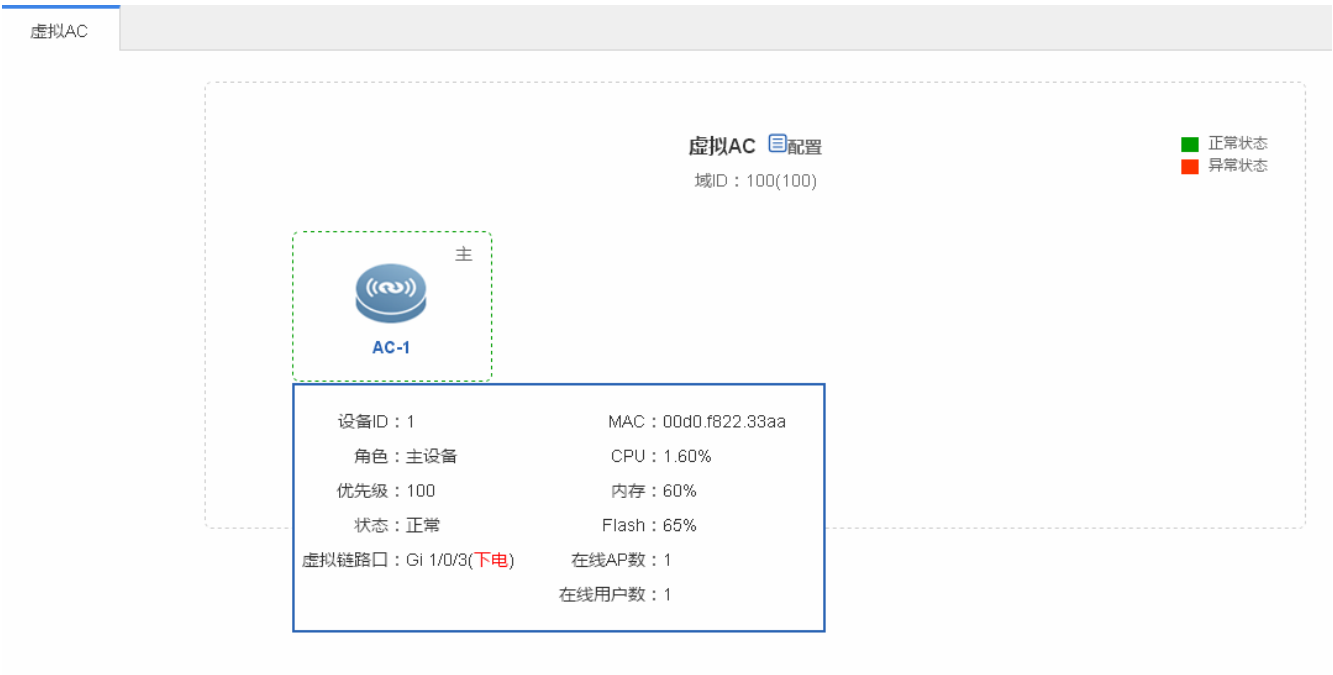 虚拟AC
虚拟AC 配置
域ID：100(100)
正常状态
异常状态
主
AC-1
设备ID：1 MAC：00d0.f822.33aa
角色：主设备 CPU：1.60%
优先级：100 内存：60%
状态：正常 Flash：65%
虚拟链路口：Gi 1/0/3(下电) 在线AP数：1
在线用户数：1